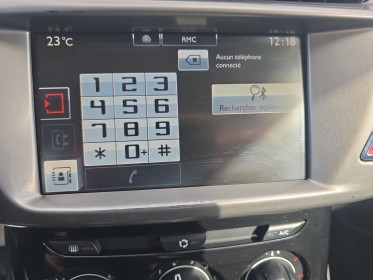 23°C
RMC
12:18
Aucun téléphone
connecté
1 2 3
4 5 6
7 8 9
* 0+ #
Rechercher
A/C